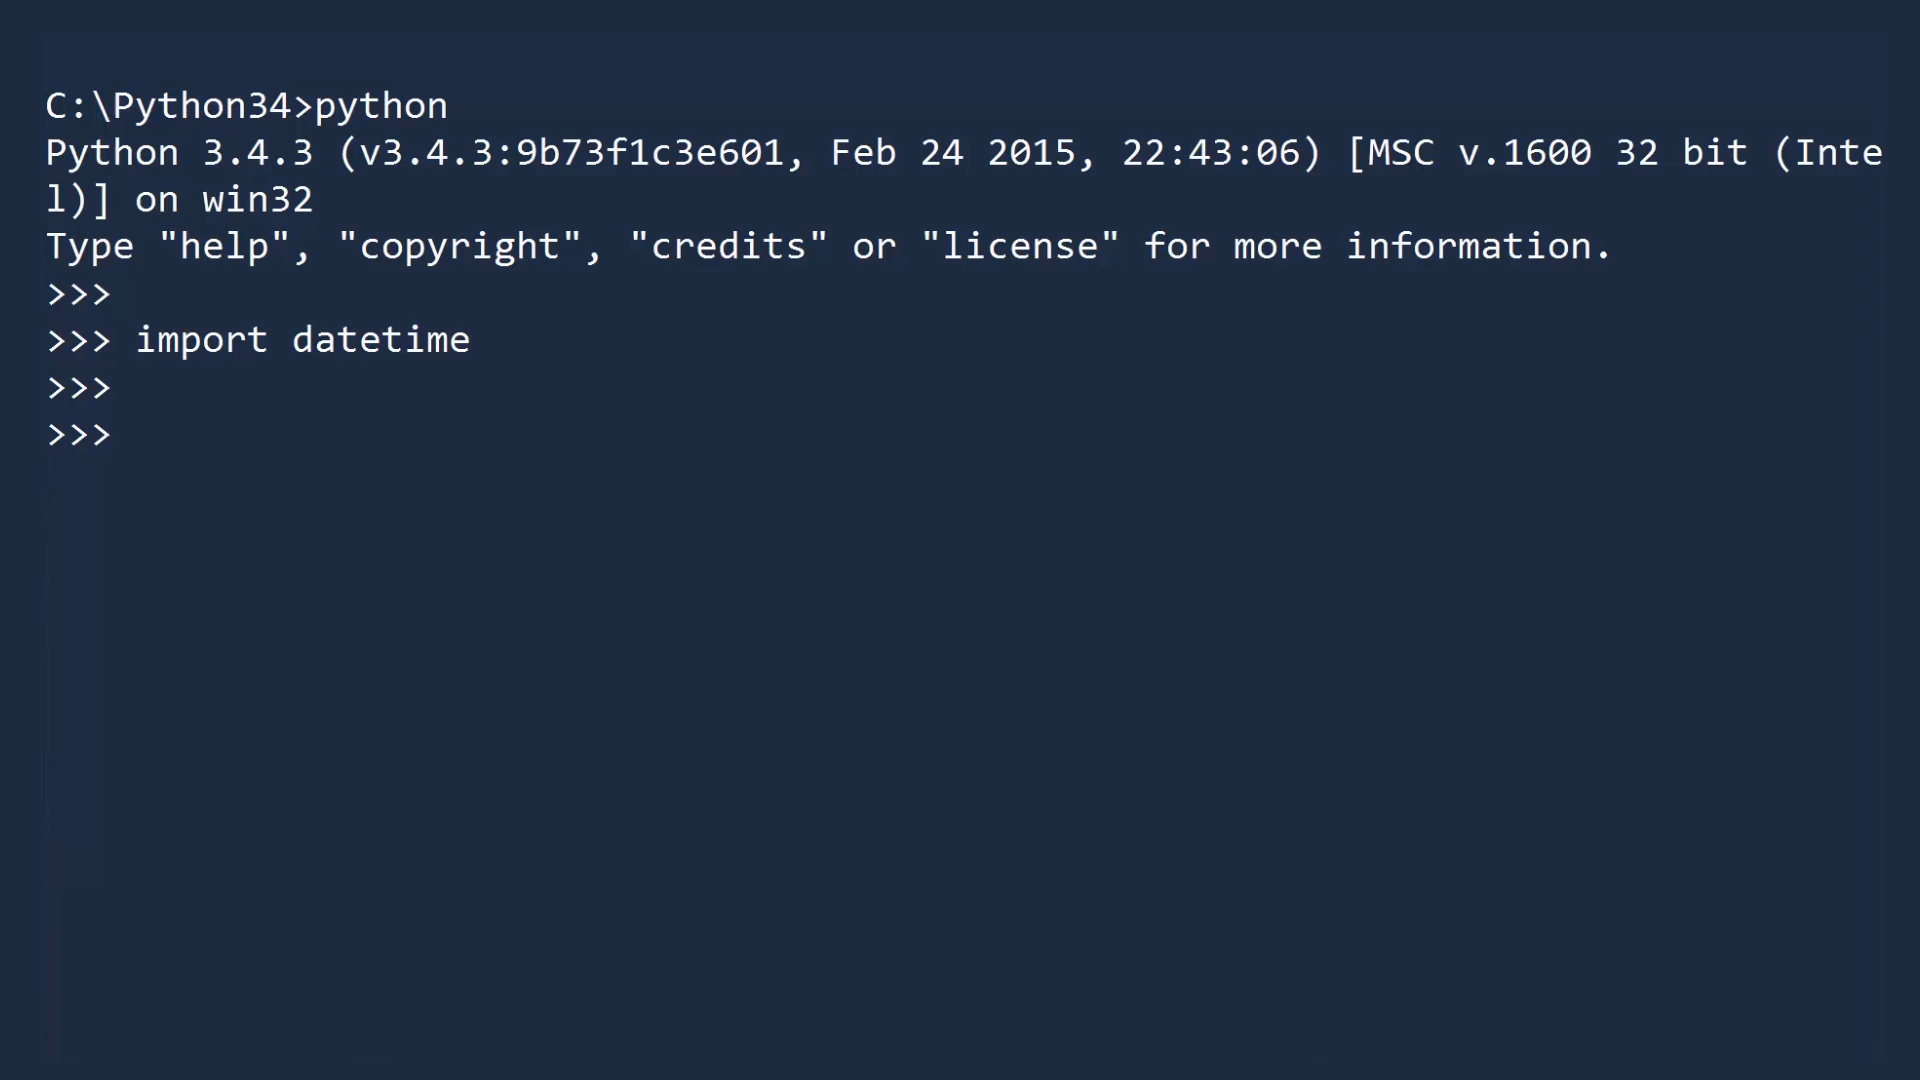 C:\Python34>python
Python 3.4.3 (v3.4.3:9b73f1c3e601, Feb 24 2015, 22:43:06) [MSC v.1600 32 bit (Inte
l)] on win32
Type "help", "copyright", "credits" or "license" for more information.
>>>
>>> import datetime
>>>
>>>